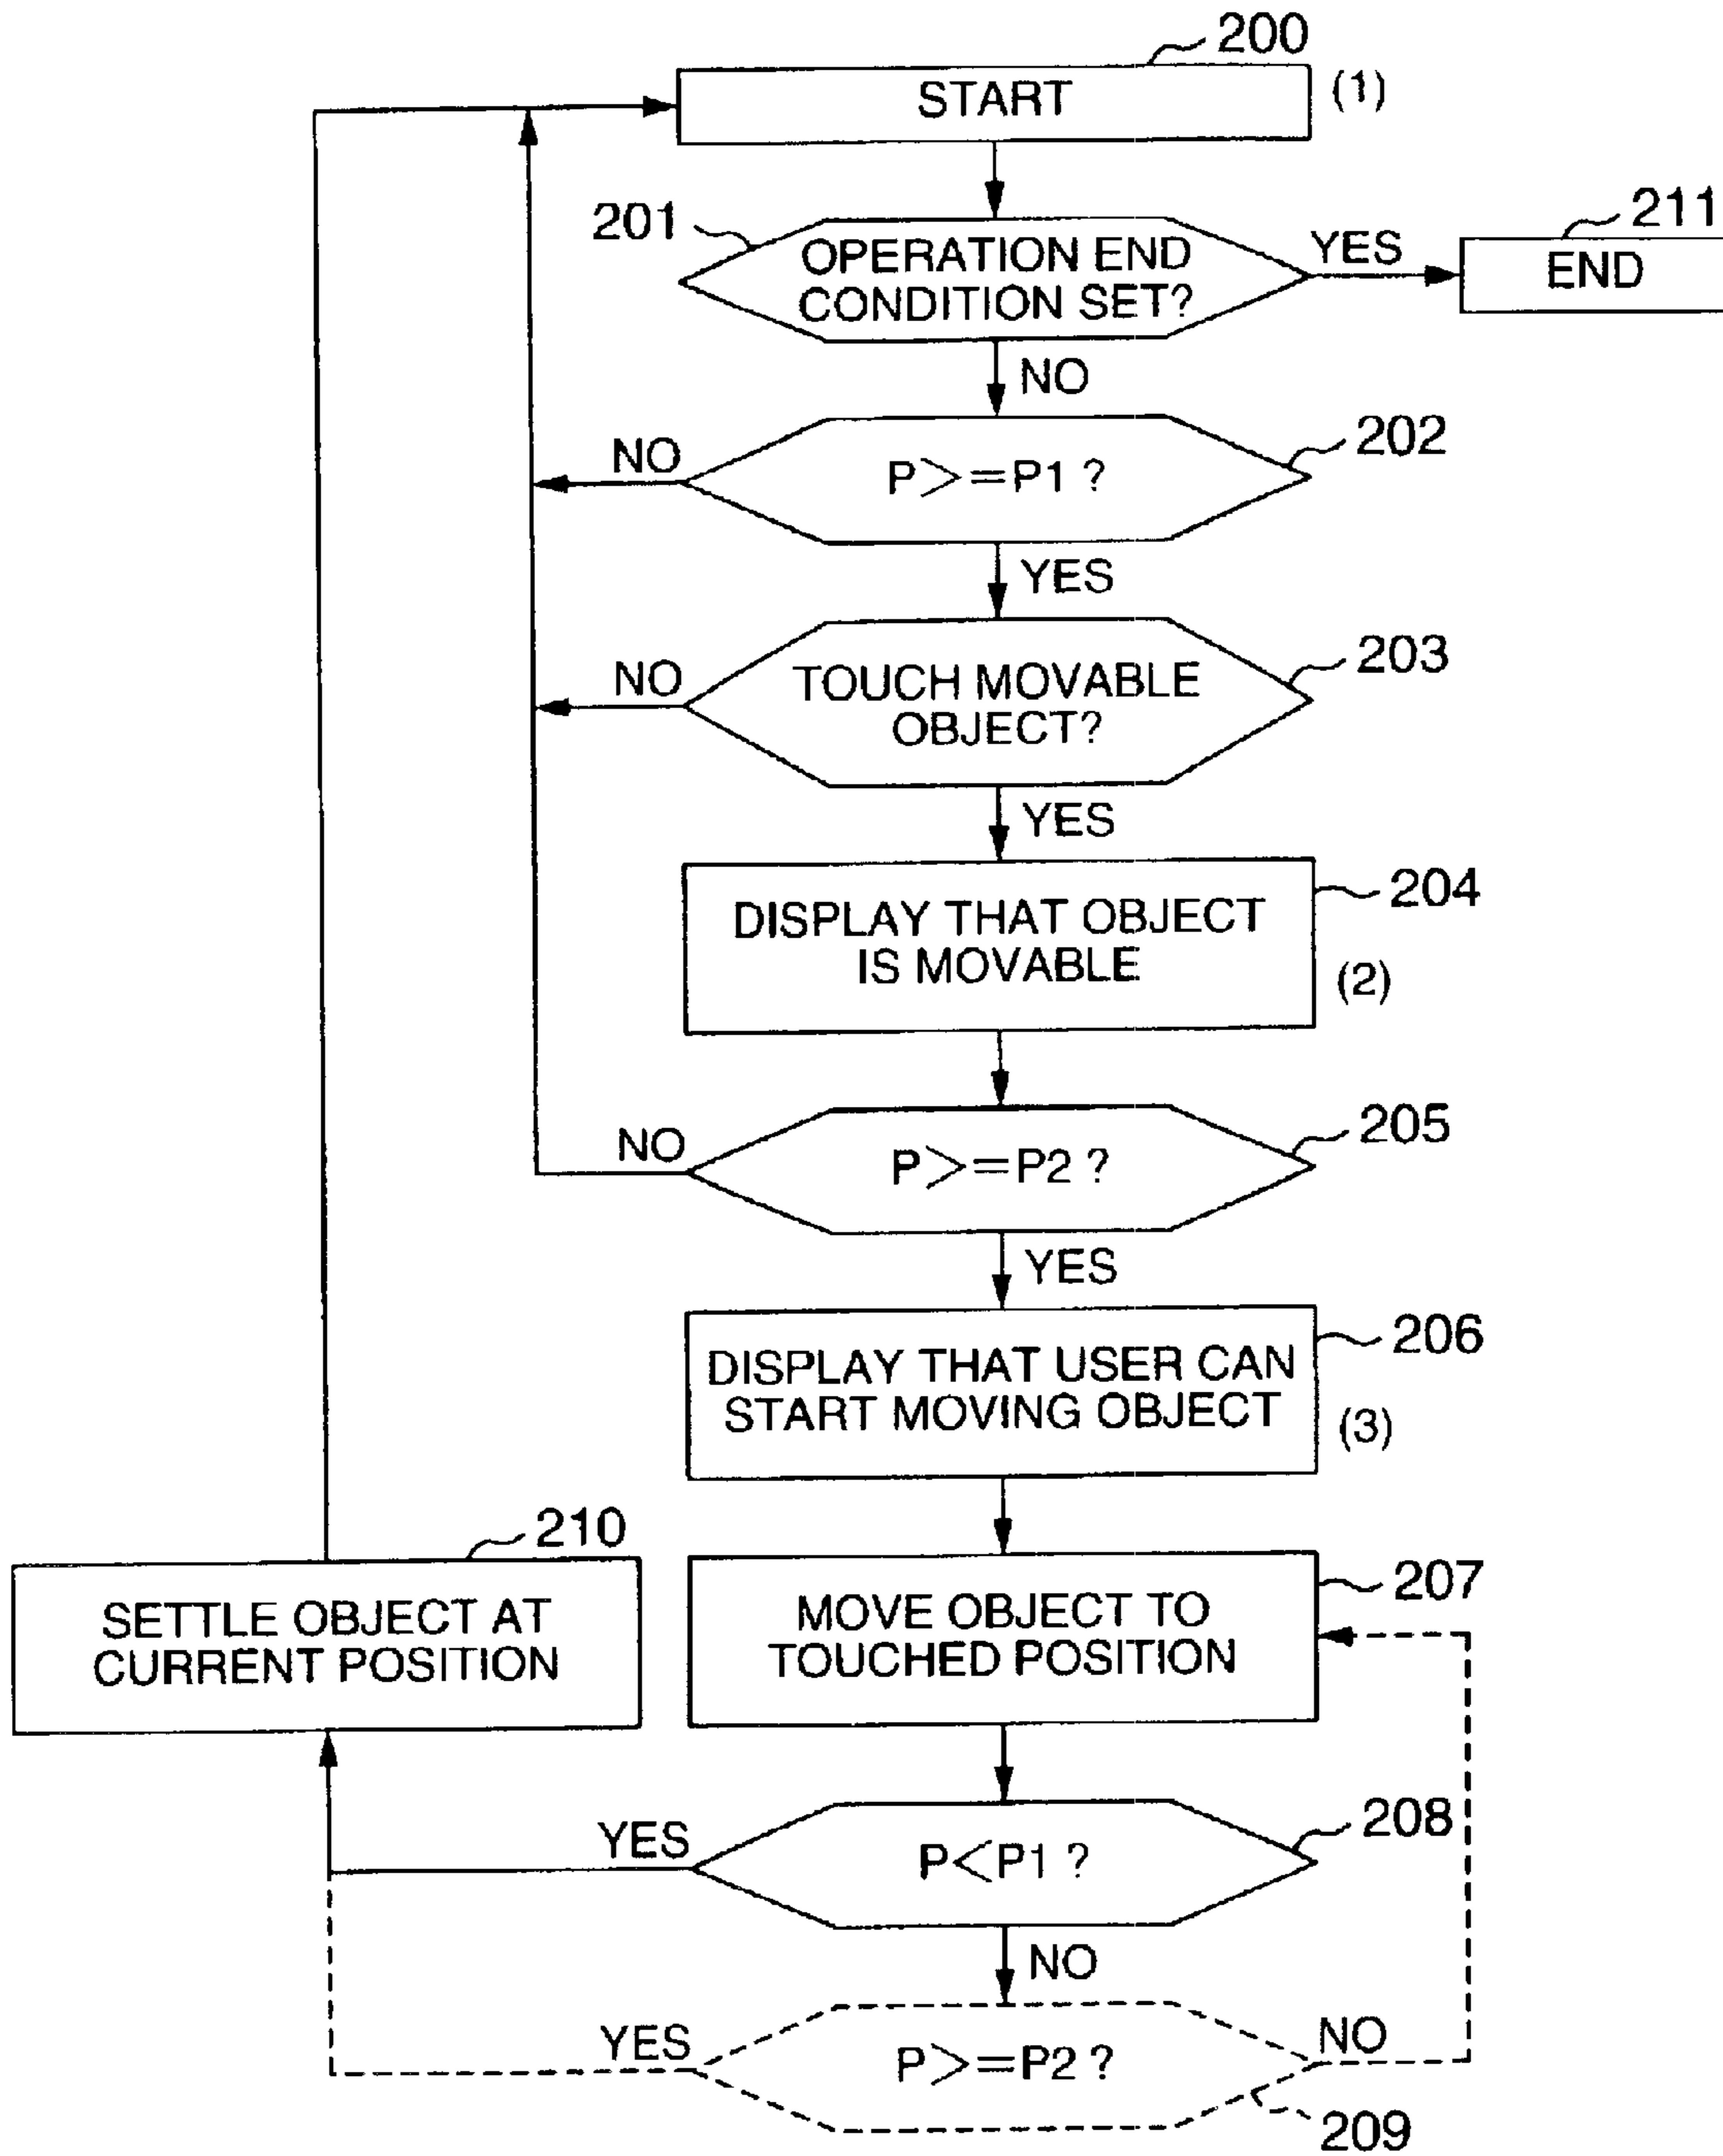 200
START
(1)
201
OPERATION END
CONDITION SET?
YES
211
END
NO
202
P>=P1 ?
NO
YES
203
TOUCH MOVABLE
OBJECT?
NO
YES
204
DISPLAY THAT OBJECT
IS MOVABLE
(2)
205
P>=P2 ?
NO
YES
206
DISPLAY THAT USER CAN
START MOVING OBJECT
(3)
210
SETTLE OBJECT AT
CURRENT POSITION
207
MOVE OBJECT TO
TOUCHED POSITION
208
P<P1 ?
YES
NO
P>=P2 ?
YES
NO
209